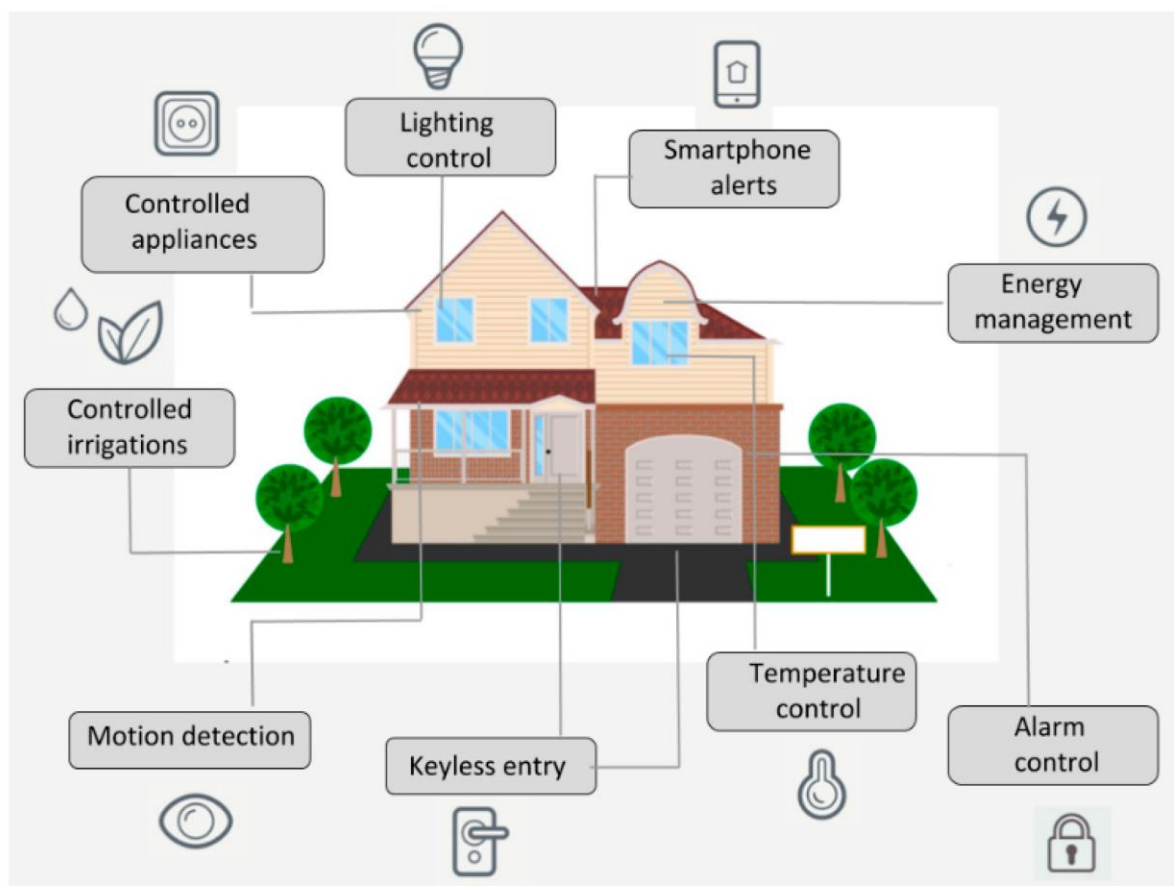 Lighting
control
Smartphone
alerts
Controlled
appliances
Energy
management
Controlled
irrigations
Temperature
control
Motion detection
Keyless entry
Alarm
control